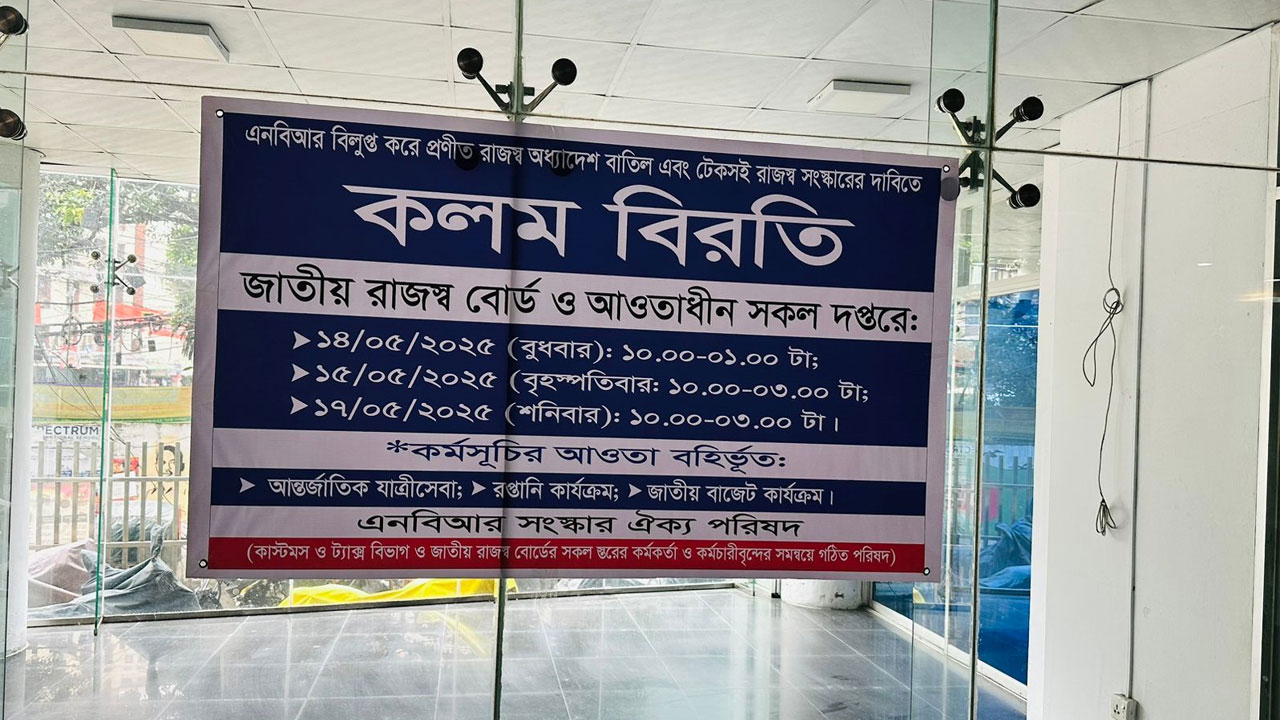 এনবিআর বিলুপ্ত করে প্রণীত রাজস্ব অধ্যাদেশ বাতিল এবং টেকসই রাজস্ব সংস্কারের দাবিতে
কলম বিরতি
জাতীয় রাজস্ব বোর্ড ও আওতাধীন সকল দপ্তরে:
➤১৪/০৫/২০২৫ (বুধবার): ১০.০০-০১.০০ টা;
➤১৫/০৫/২০২৫ (বৃহস্পতিবার: ১০.০০-০৩.০০ টা;
➤১৭/০৫/২০২৫ (শনিবার): ১০.০০-০৩.০০ টা।
*কর্মসূচির আওতা বহির্ভূত:
➤ আন্তর্জাতিক যাত্রীসেবা; ➤ রপ্তানি কার্যক্রম; ➤ জাতীয় বাজেট কার্যক্রম।
এনবিআর সংস্কার ঐক্য পরিষদ
(কাস্টমস ও ট্যাক্স বিভাগ ও জাতীয় রাজস্ব বোর্ডের সকল স্তরের কর্মকর্তা ও কর্মচারীবৃন্দের সমন্বয়ে গঠিত পরিষদ)
ECTRUM